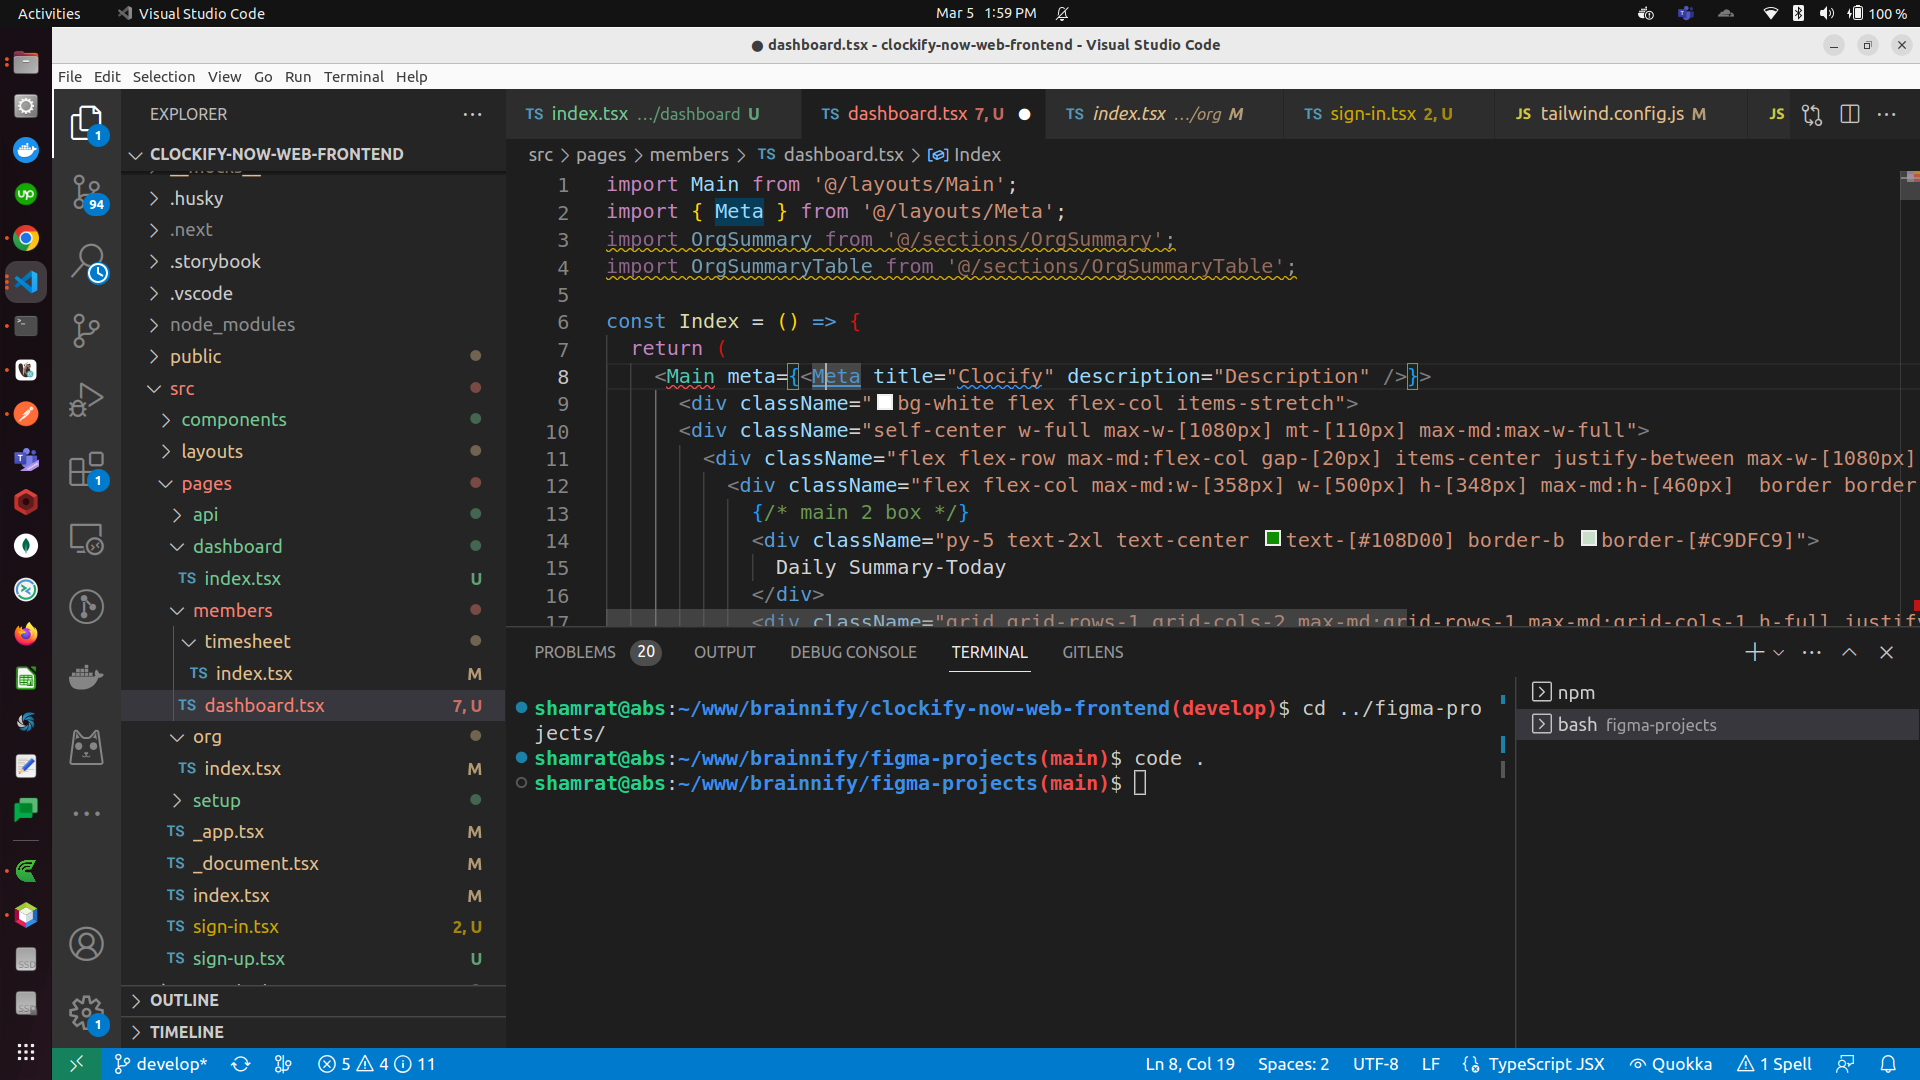 Activities Visual Studio Code Mar 5 1:59 PM 100 %
dashboard.tsx - clockify-now-web-frontend - Visual Studio Code
File Edit Selection View Go Run Terminal Help
EXPLORER
CLOCKIFY-NOW-WEB-FRONTEND
__mocks__
.husky
.next
.storybook
.vscode
node_modules
public
src
components
layouts
pages
api
dashboard
TS index.tsx U
members
timesheet
TS index.tsx M
TS dashboard.tsx 7, U
org
TS index.tsx M
setup
TS _app.tsx M
TS _document.tsx M
TS index.tsx M
TS sign-in.tsx 2, U
TS sign-up.tsx U
OUTLINE
TIMELINE
1
94
1
1
up
SSD
SSD
TS index.tsx .../dashboard U TS dashboard.tsx 7, U TS index.tsx .../org M TS sign-in.tsx 2, U JS tailwind.config.js M JS
src > pages > members > TS dashboard.tsx > Index
1 import Main from '@/layouts/Main';
2 import { Meta } from '@/layouts/Meta';
3 import OrgSummary from '@/sections/OrgSummary';
4 import OrgSummaryTable from '@/sections/OrgSummaryTable';
5
6 const Index = () => {
7 return (
8 <Main meta={<Meta title="Clocify" description="Description" />}>
9 <div className="bg-white flex flex-col items-stretch">
10 <div className="self-center w-full max-w-[1080px] mt-[110px] max-md:max-w-full">
11 <div className="flex flex-row max-md:flex-col gap-[20px] items-center justify-between max-w-[1080px]
12 <div className="flex flex-col max-md:w-[358px] w-[500px] h-[348px] max-md:h-[460px]  border border-
13 {/* main 2 box */}
14 <div className="py-5 text-2xl text-center text-[#108D00] border-b border-[#C9DFC9]">
15 Daily Summary-Today
16 </div>
17 <div className="grid grid-rows-1 grid-cols-2 max-md:grid-rows-1 max-md:grid-cols-1 h-full justify
PROBLEMS 20 OUTPUT DEBUG CONSOLE TERMINAL GITLENS
shamrat@abs:~/www/brainnify/clockify-now-web-frontend(develop)$ cd ../figma-pro
jects/
shamrat@abs:~/www/brainnify/figma-projects(main)$ code .
shamrat@abs:~/www/brainnify/figma-projects(main)$
npm
bash figma-projects
develop* 5 4 11 Ln 8, Col 19 Spaces: 2 UTF-8 LF {} TypeScript JSX Quokka 1 Spell